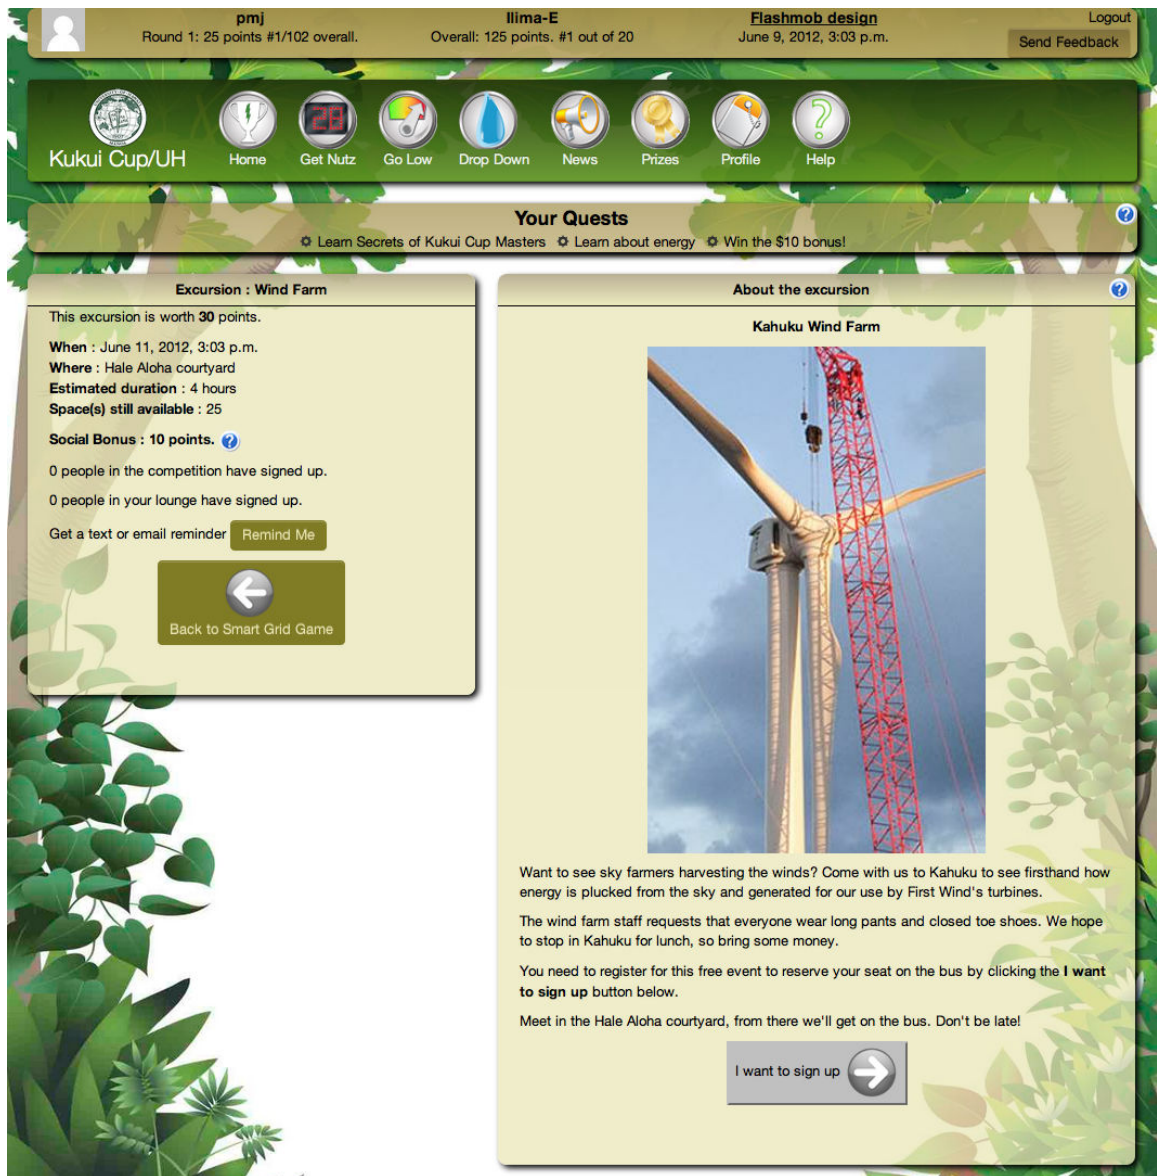 pmj
Round 1: 25 points #1/102 overall.
Ilima-E
Overall: 125 points. #1 out of 20
Flashmob design
June 9, 2012, 3:03 p.m.
Logout
Send Feedback
Kukui Cup/UH
Home
28
Get Nutz
Go Low
Drop Down
News
Prizes
Profile
Help
Your Quests
Learn Secrets of Kukui Cup Masters Learn about energy Win the $10 bonus!
Excursion : Wind Farm
This excursion is worth 30 points.
When : June 11, 2012, 3:03 p.m.
Where : Hale Aloha courtyard
Estimated duration : 4 hours
Space(s) still available : 25
Social Bonus : 10 points.
0 people in the competition have signed up.
0 people in your lounge have signed up.
Get a text or email reminder Remind Me
Back to Smart Grid Game
About the excursion
Kahuku Wind Farm
Want to see sky farmers harvesting the winds? Come with us to Kahuku to see firsthand how
energy is plucked from the sky and generated for our use by First Wind's turbines.
The wind farm staff requests that everyone wear long pants and closed toe shoes. We hope
to stop in Kahuku for lunch, so bring some money.
You need to register for this free event to reserve your seat on the bus by clicking the I want
to sign up button below.
Meet in the Hale Aloha courtyard, from there we'll get on the bus. Don't be late!
I want to sign up